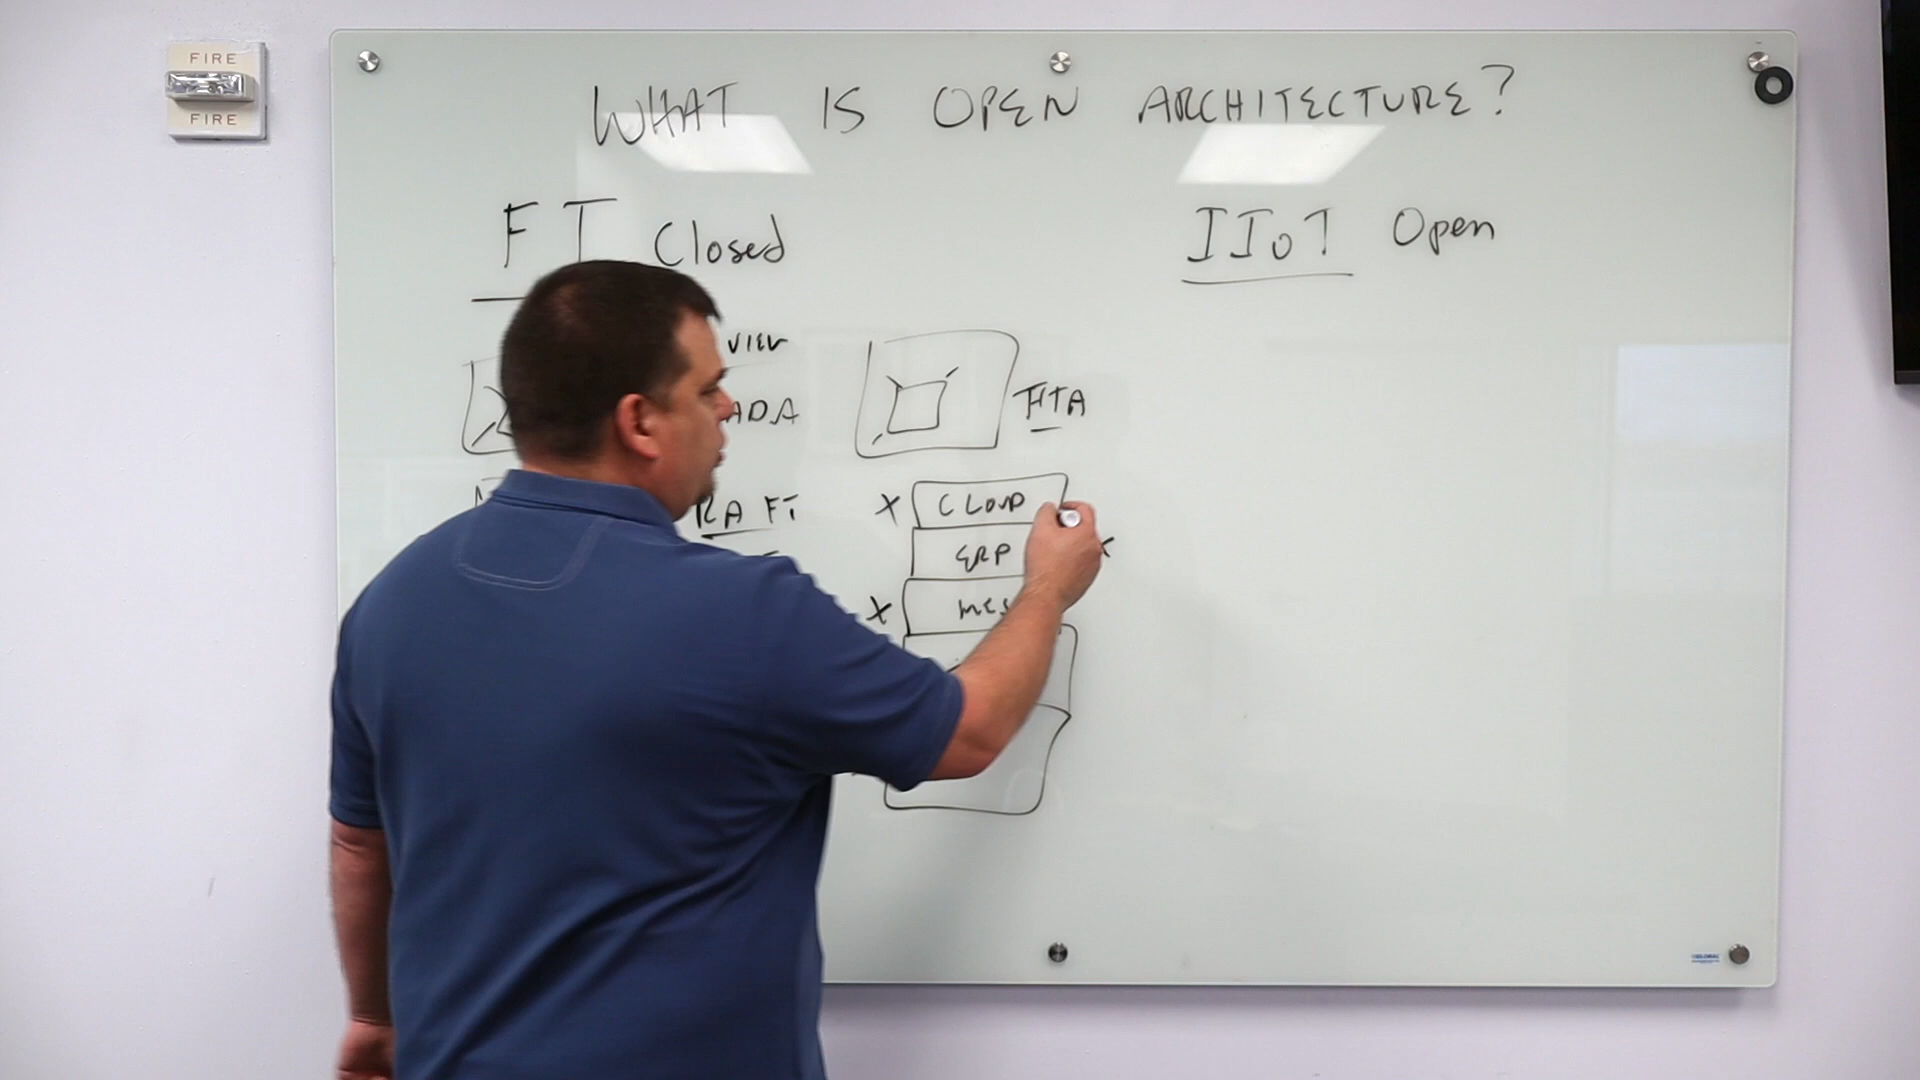 FIRE
FIRE
WHAT IS OPEN ARCHITECTURE?
FT Closed
IIOT Open
VIEW
ADA
FTA
RA FT
X CLOUD
ERP
X MES